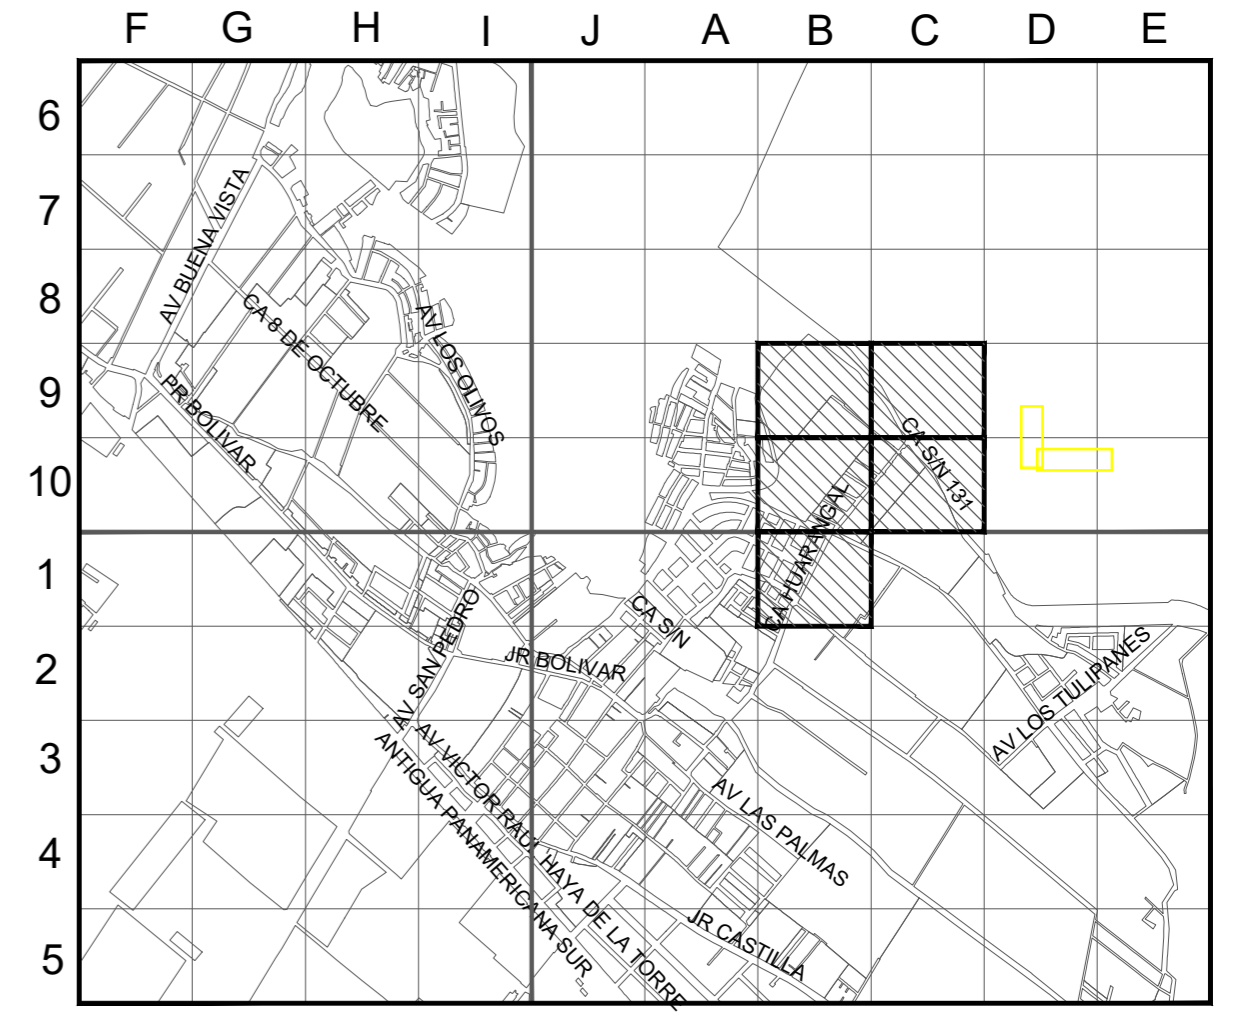 F G H I J A B C D E
6
7
8
9
10
1
2
3
4
5
AV BUENA VISTA
CA 8 DE OCTUBRE
AV LOS OLIVOS
PR BOLIVAR
CA S/N 131
CA HUARANGAL
CA S/N
AV SAN PEDRO
JR BOLIVAR
AV LOS TULIPANES
AV VICTOR RAUL HAYA DE LA TORRE
ANTIGUA PANAMERICANA SUR
AV LAS PALMAS
JR CASTILLA